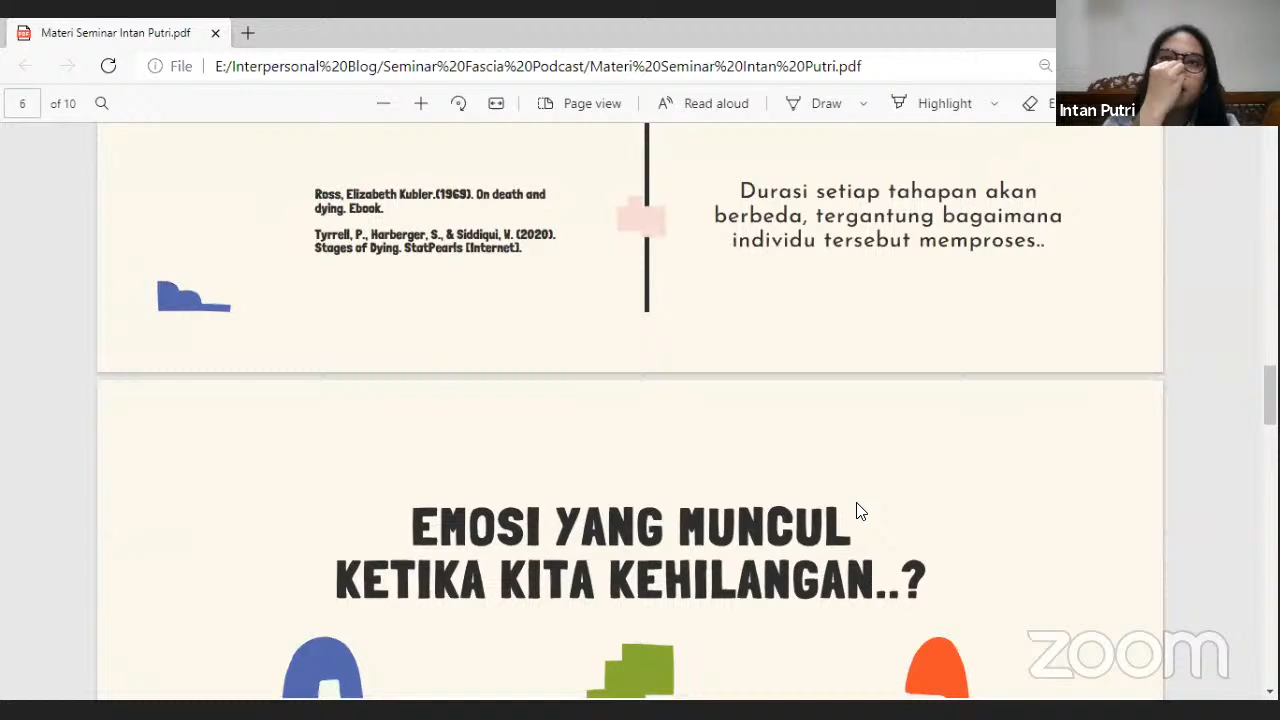 Materi Seminar Intan Putri.pdf
File
E:/Interpersonal%20Blog/Seminar%20Fascia%20Podcast/Materi%20Seminar%20Intan%20Putri.pdf
6
of 10
Page view
Read aloud
Draw
Highlight
Intan Putri
Ross, Elizabeth Kubler.(1969). On death and
dying. Ebook.
Tyrrell, P., Harberger, S., & Siddiqui, W. (2020).
Stages of Dying. StatPearls [Internet].
Durasi setiap tahapan akan
berbeda, tergantung bagaimana
individu tersebut memproses..
EMOSI YANG MUNCUL
KETIKA KITA KEHILANGAN..?
zoom